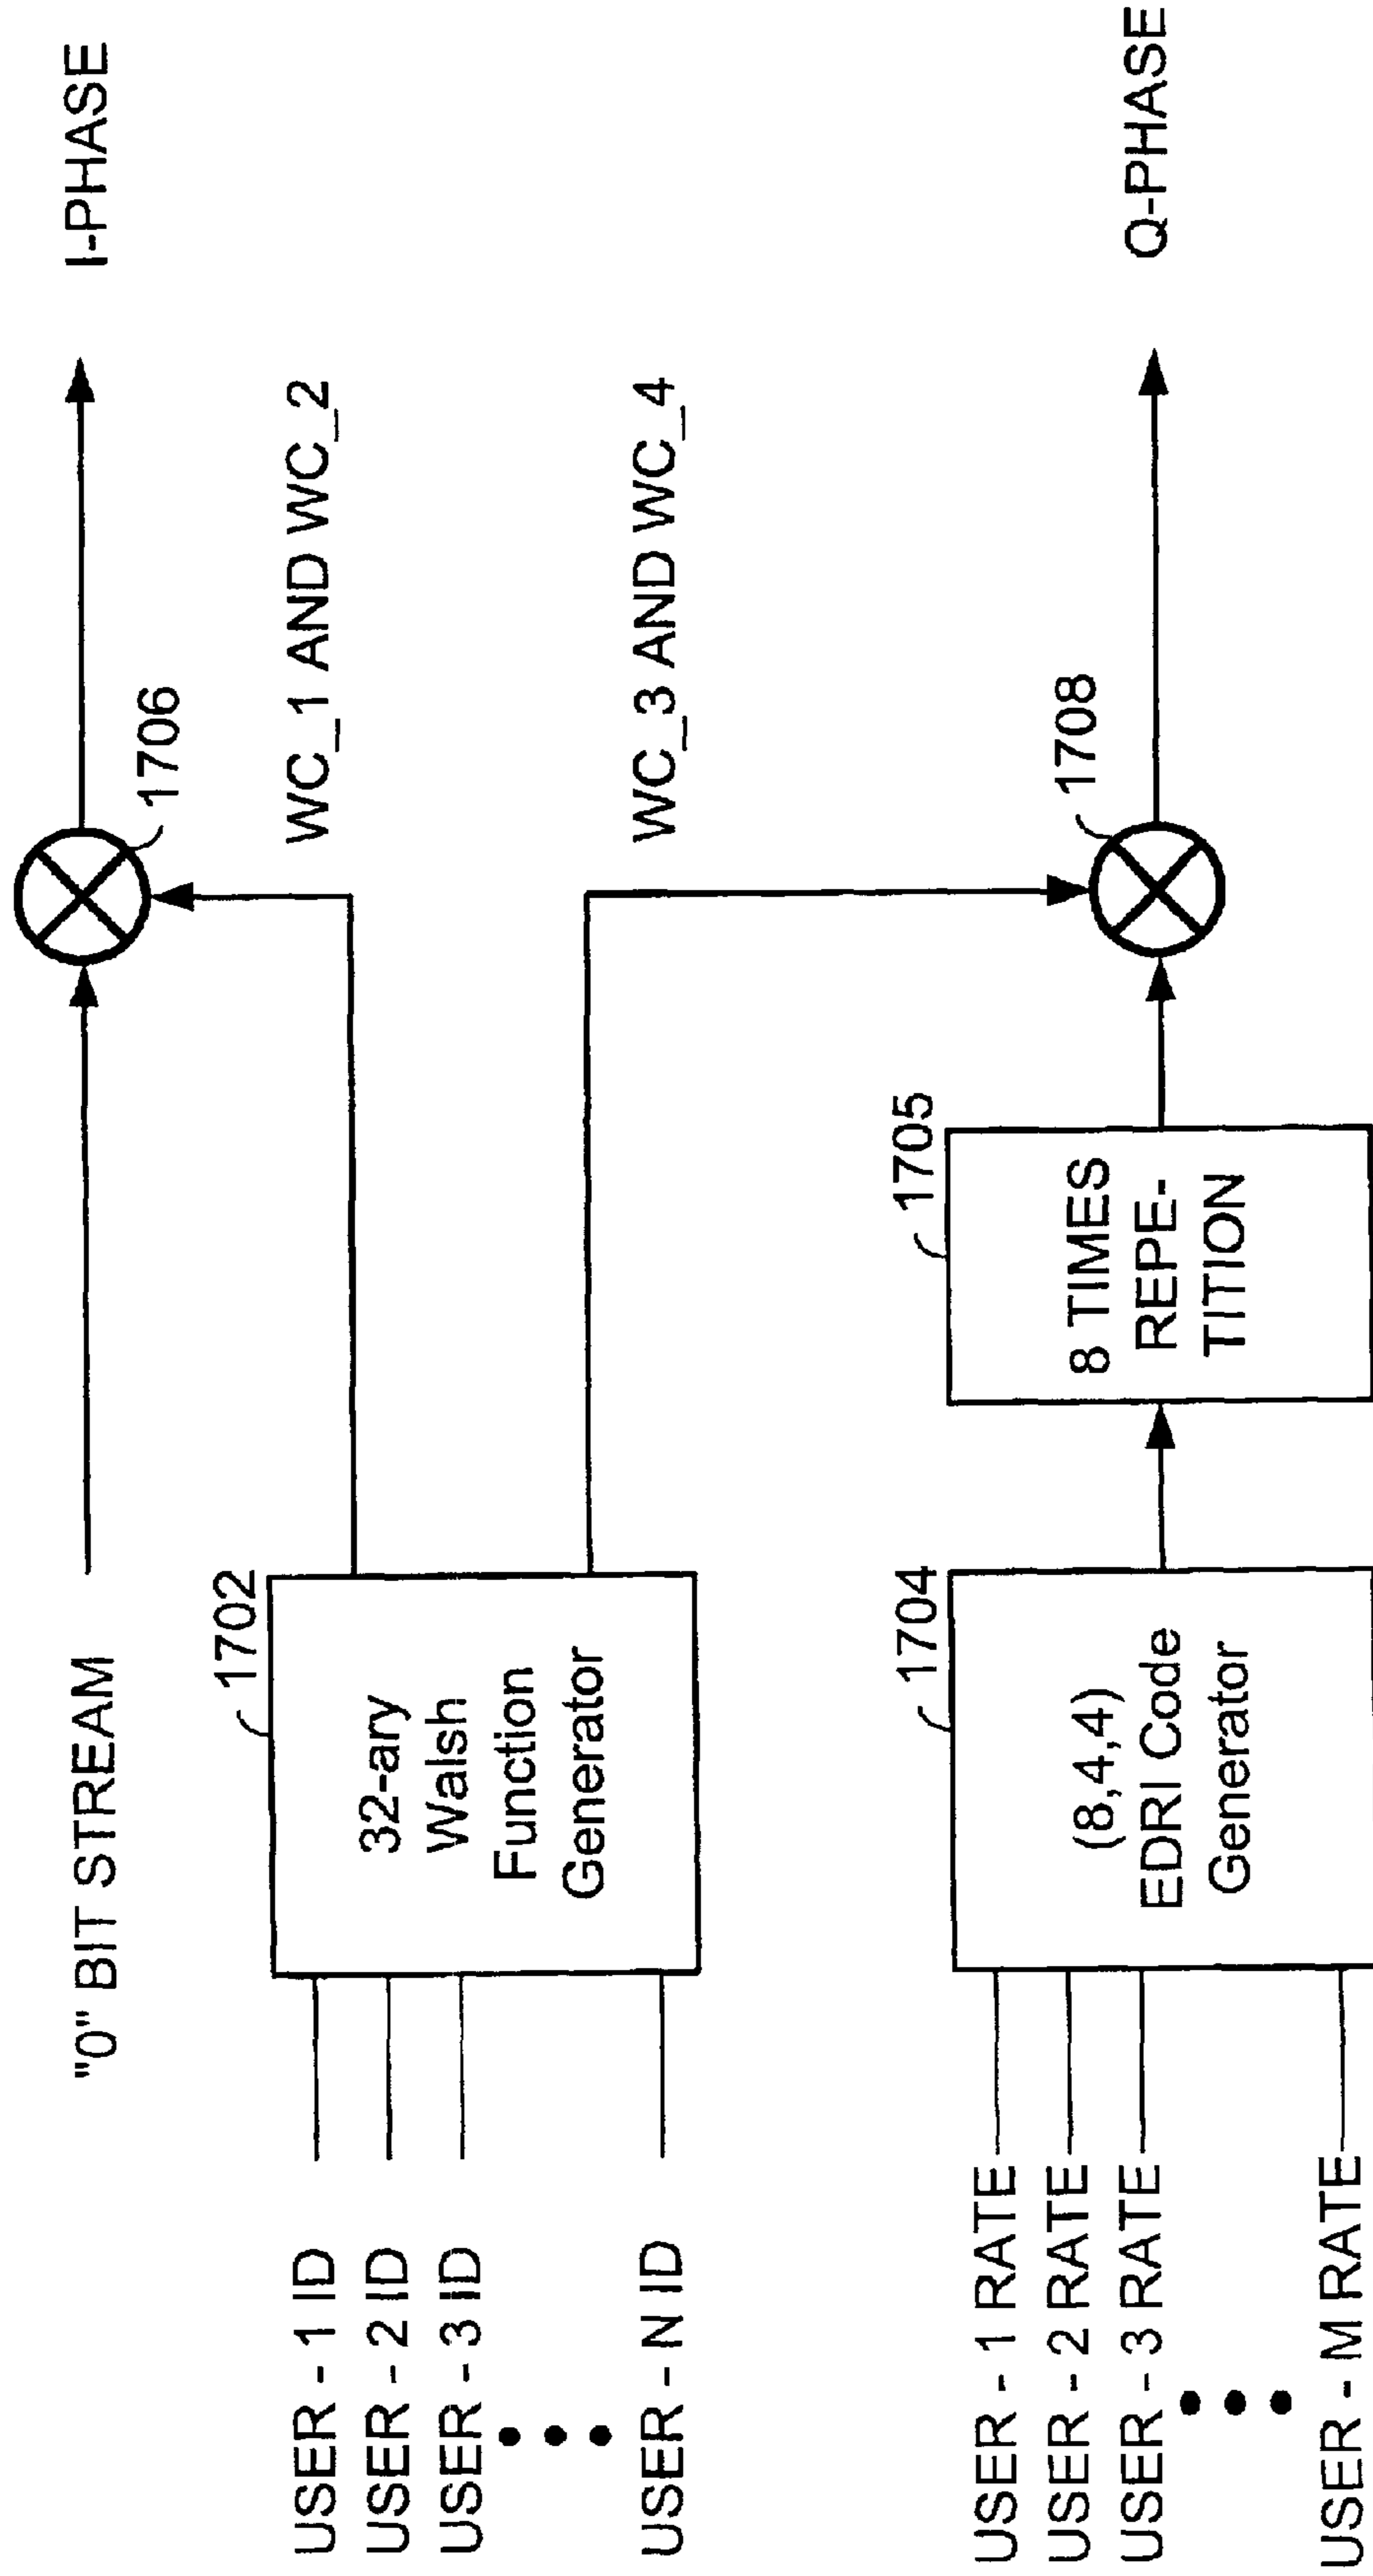 "0" BIT STREAM
I-PHASE
1706
1702
WC_1 AND WC_2
USER - 1 ID
USER - 2 ID
USER - 3 ID
USER - N ID
32-ary
Walsh
Function
Generator
WC_3 AND WC_4
1704
1705
1708
USER - 1 RATE
USER - 2 RATE
USER - 3 RATE
USER - M RATE
(8,4,4)
EDRI Code
Generator
8 TIMES
REPE-
TITION
Q-PHASE